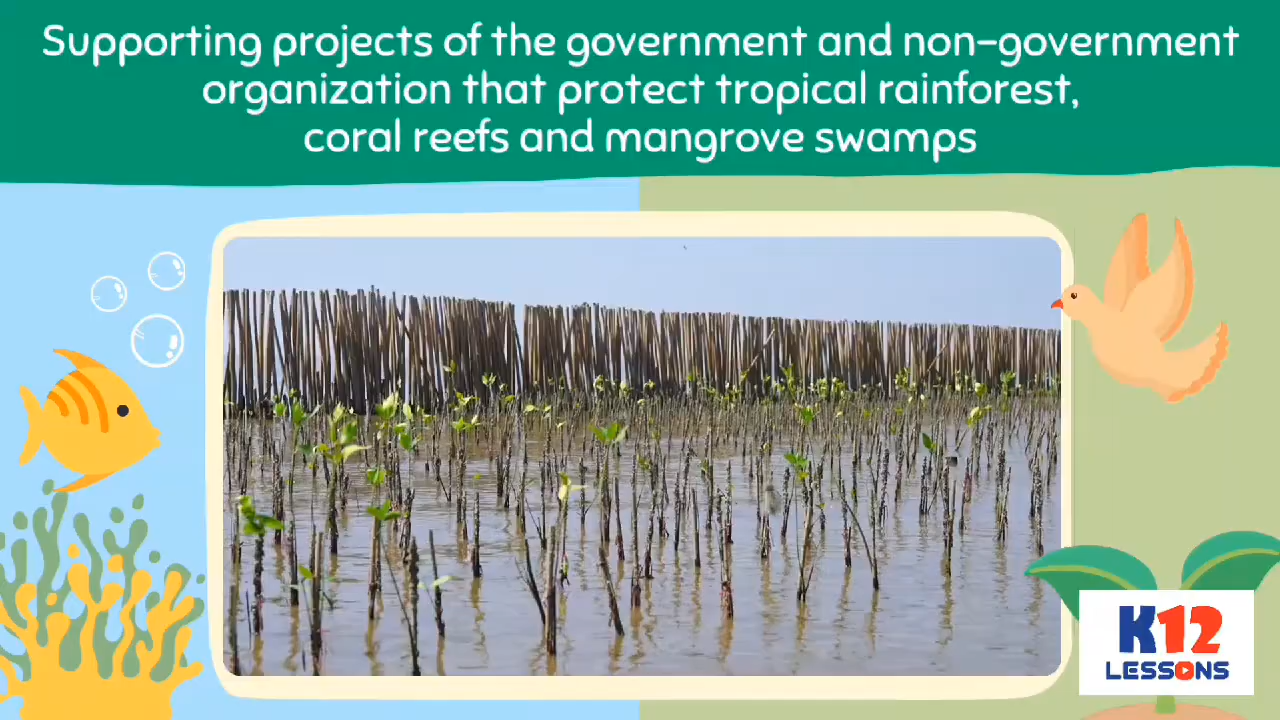 Supporting projects of the government and non-government
organization that protect tropical rainforest,
coral reefs and mangrove swamps
K12
LESSONS